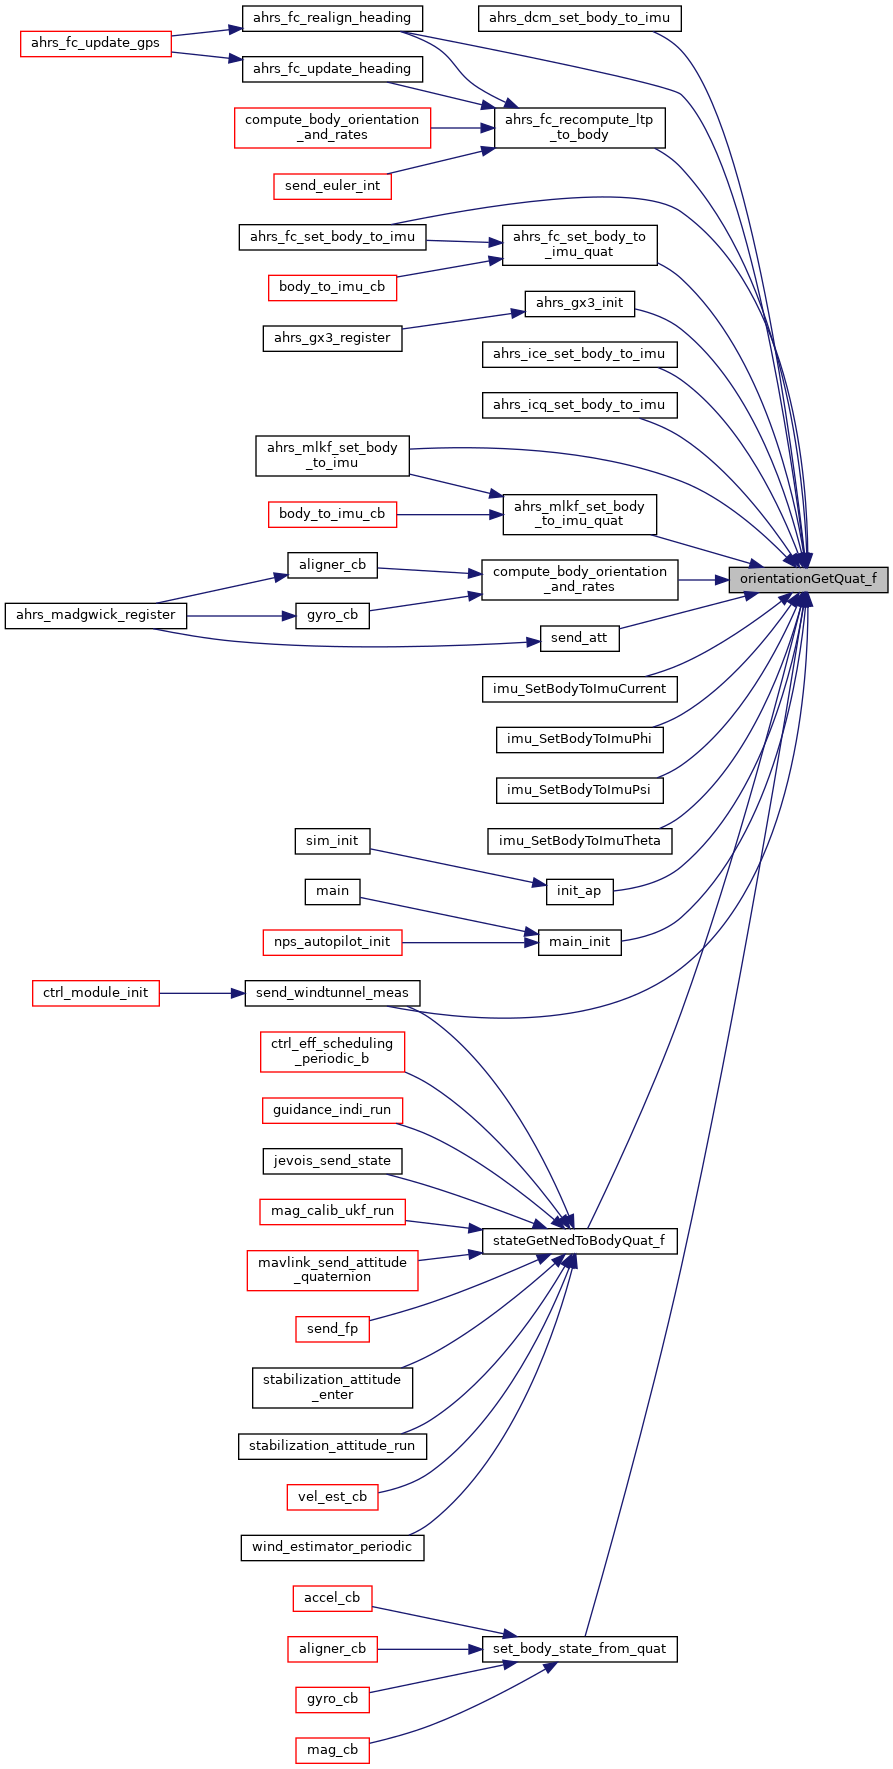 ahrs_fc_realign_heading
ahrs_dcm_set_body_to_imu
ahrs_fc_update_gps
ahrs_fc_update_heading
compute_body_orientation
_and_rates
ahrs_fc_recompute_ltp
_to_body
send_euler_int
ahrs_fc_set_body_to_imu
ahrs_fc_set_body_to
_imu_quat
body_to_imu_cb
ahrs_gx3_init
ahrs_gx3_register
ahrs_ice_set_body_to_imu
ahrs_icq_set_body_to_imu
ahrs_mlkf_set_body
_to_imu
body_to_imu_cb
ahrs_mlkf_set_body
_to_imu_quat
aligner_cb
compute_body_orientation
_and_rates
orientationGetQuat_f
ahrs_madgwick_register
gyro_cb
send_att
imu_SetBodyToImuCurrent
imu_SetBodyToImuPhi
imu_SetBodyToImuPsi
sim_init
imu_SetBodyToImuTheta
main
init_ap
nps_autopilot_init
main_init
ctrl_module_init
send_windtunnel_meas
ctrl_eff_scheduling
_periodic_b
guidance_indi_run
jevois_send_state
mag_calib_ukf_run
stateGetNedToBodyQuat_f
mavlink_send_attitude
_quaternion
send_fp
stabilization_attitude
_enter
stabilization_attitude_run
vel_est_cb
wind_estimator_periodic
accel_cb
aligner_cb
set_body_state_from_quat
gyro_cb
mag_cb